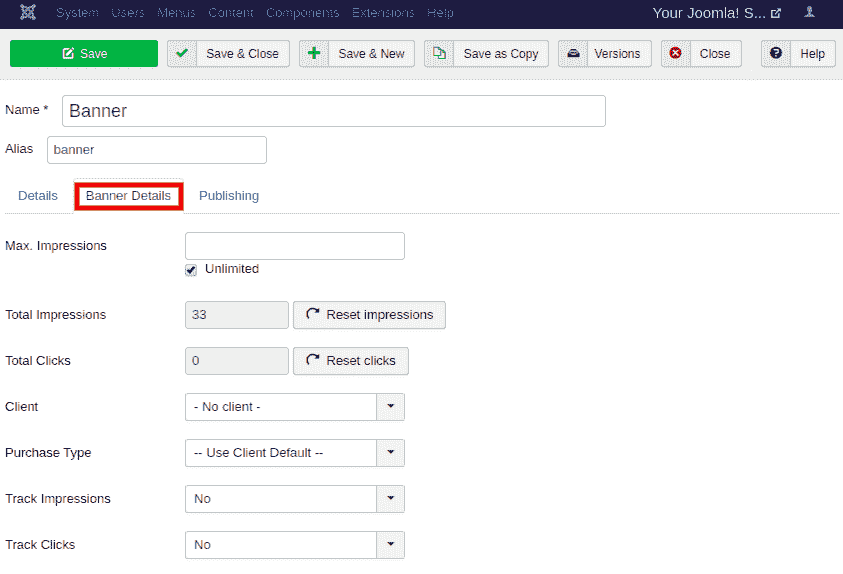 System Users Menus Content Components Extensions Help Your Joomla! S...
Save Save & Close Save & New Save as Copy Versions Close Help
Name * Banner
Alias banner
Details Banner Details Publishing
Max. Impressions
Unlimited
Total Impressions 33 Reset impressions
Total Clicks 0 Reset clicks
Client - No client -
Purchase Type -- Use Client Default --
Track Impressions No
Track Clicks No